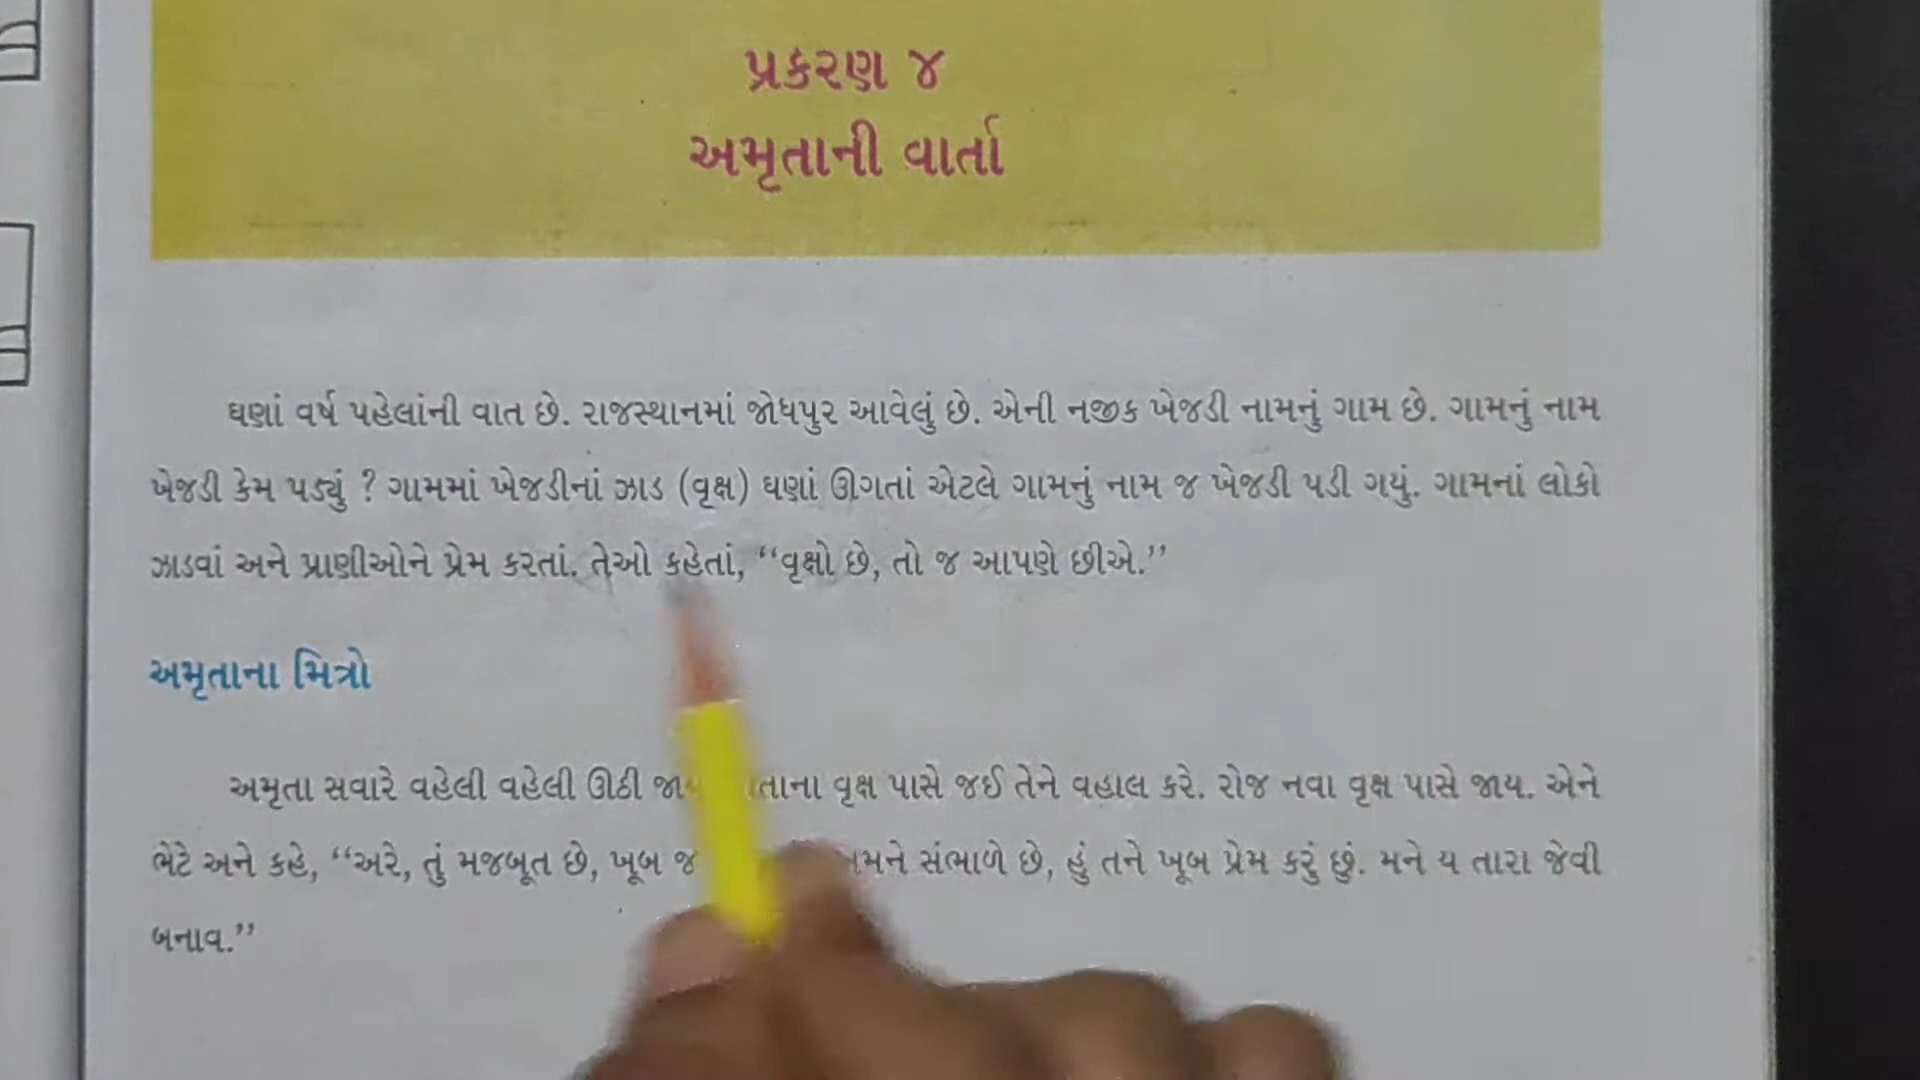 પ્રકરણ ૪
અમૃતાની વાર્તા
ઘણાં વર્ષ પહેલાંની વાત છે. રાજસ્થાનમાં જોધપુર આવેલું છે. એની નજીક ખેજડી નામનું ગામ છે. ગામનું નામ
ખેજડી કેમ પડ્યું ? ગામમાં ખેજડીનાં ઝાડ (વૃક્ષ) ઘણાં ઊગતાં એટલે ગામનું નામ જ ખેજડી પડી ગયું. ગામનાં લોકો
ઝાડવાં અને પ્રાણીઓને પ્રેમ કરતાં. તેઓ કહેતાં, “વૃક્ષો છે, તો જ આપણે છીએ.”
અમૃતાના મિત્રો
અમૃતા સવારે વહેલી વહેલી ઊઠી વૃક્ષ પાસે જઈ તેને વહાલ કરે. રોજ નવા વૃક્ષ પાસે જાય. એને
ભેટે અને કહે, “અરે, તું મજબૂત છે, ખૂબ જ સંભાળે છે, હું તને ખૂબ પ્રેમ કરું છું. મને ય તારા જેવી
બનાવ.”